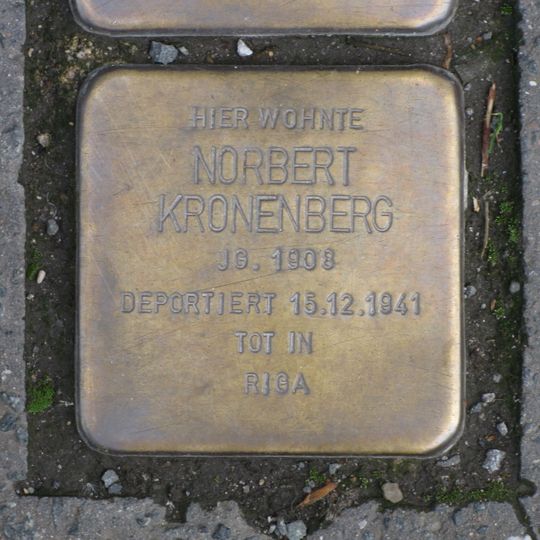 HIER WOHNTE
NORBERT
KRONENBERG
JG. 1908
DEPORTIERT 15.12.1941
TOT IN
RIGA